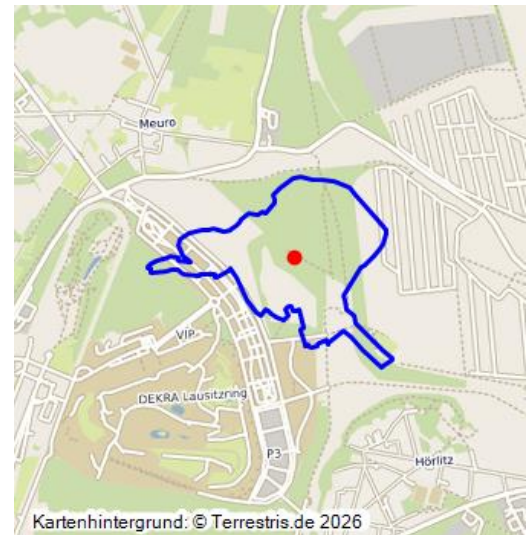 Meuro
VIP
DEKRA Lausitzring
P3
Hörlitz
Kartenhintergrund: © Terrestris.de 2026